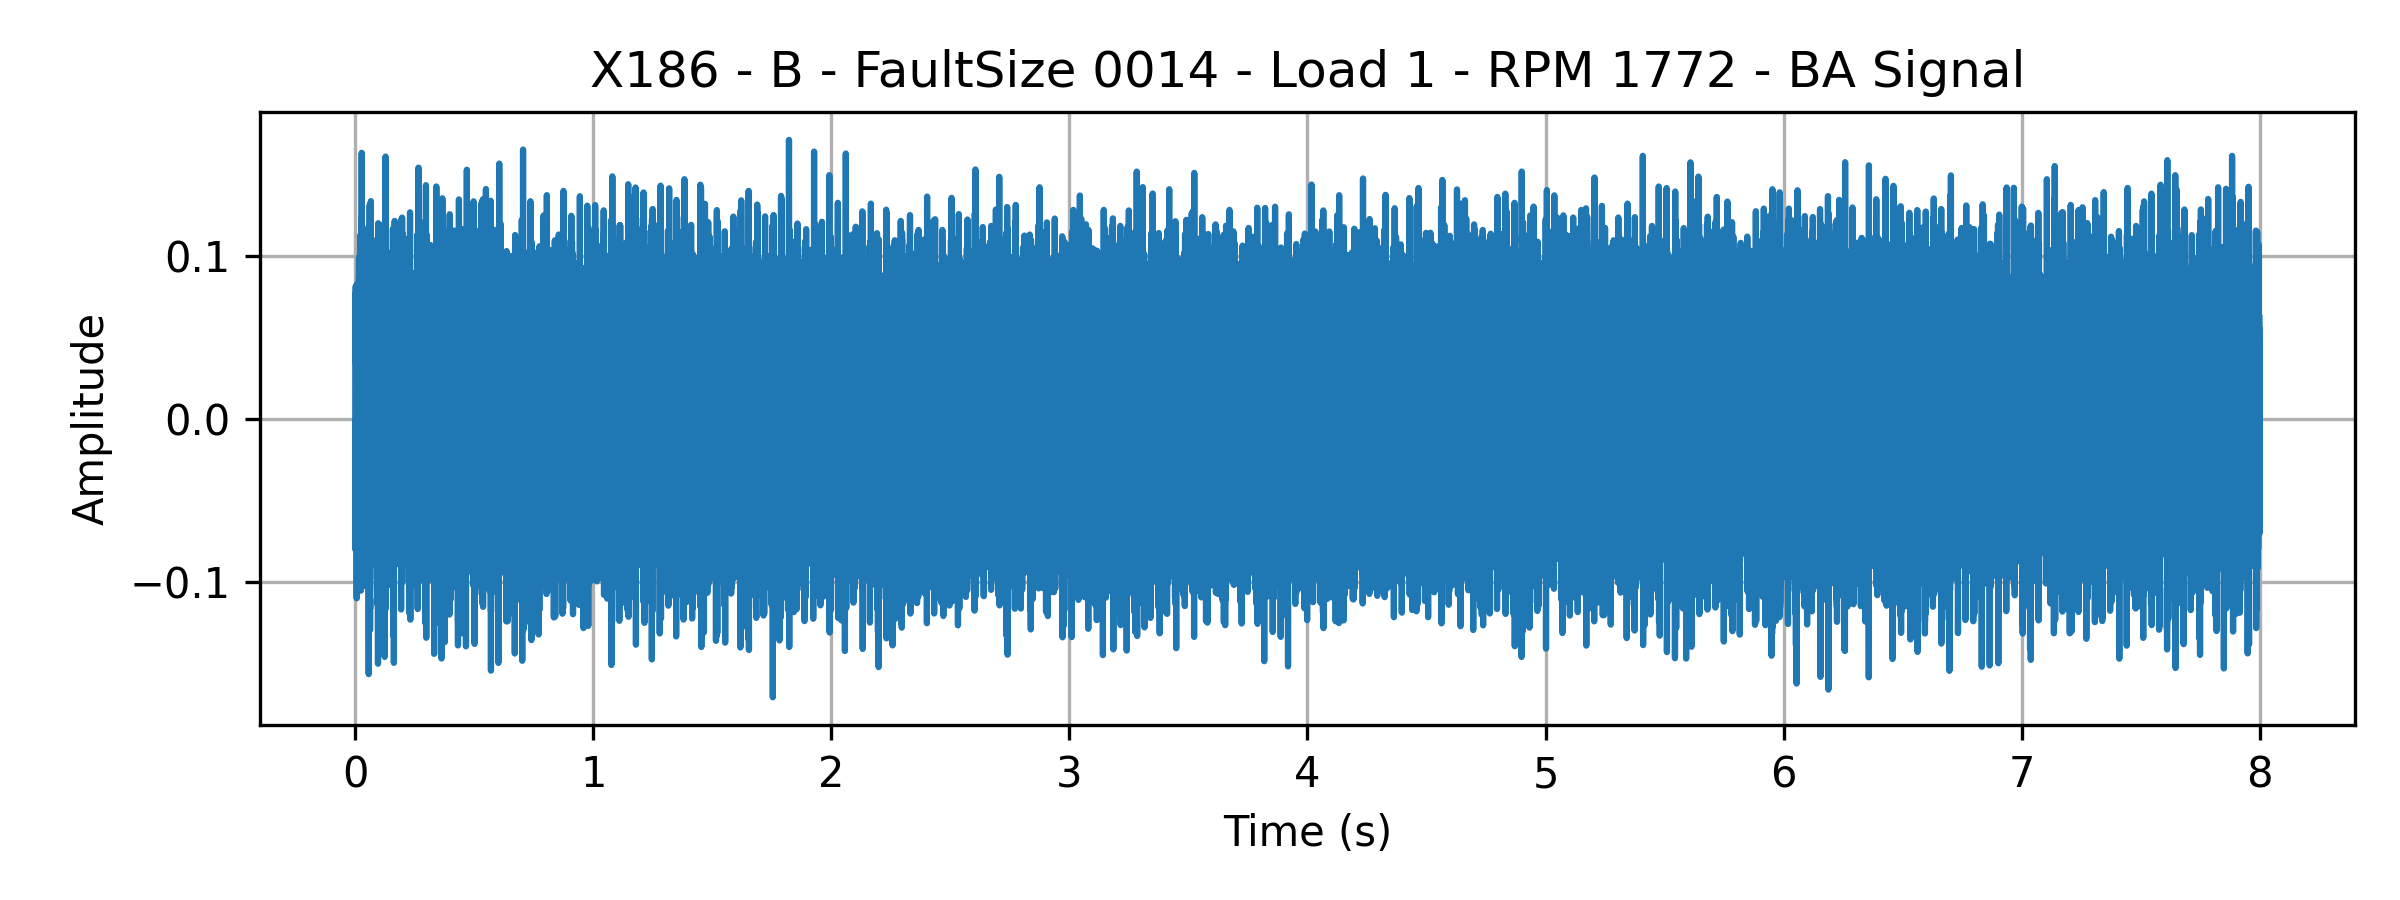 X186 - B - FaultSize 0014 - Load 1 - RPM 1772 - BA Signal
Amplitude
0.1
0.0
−0.1
0 1 2 3 4 5 6 7 8
Time (s)